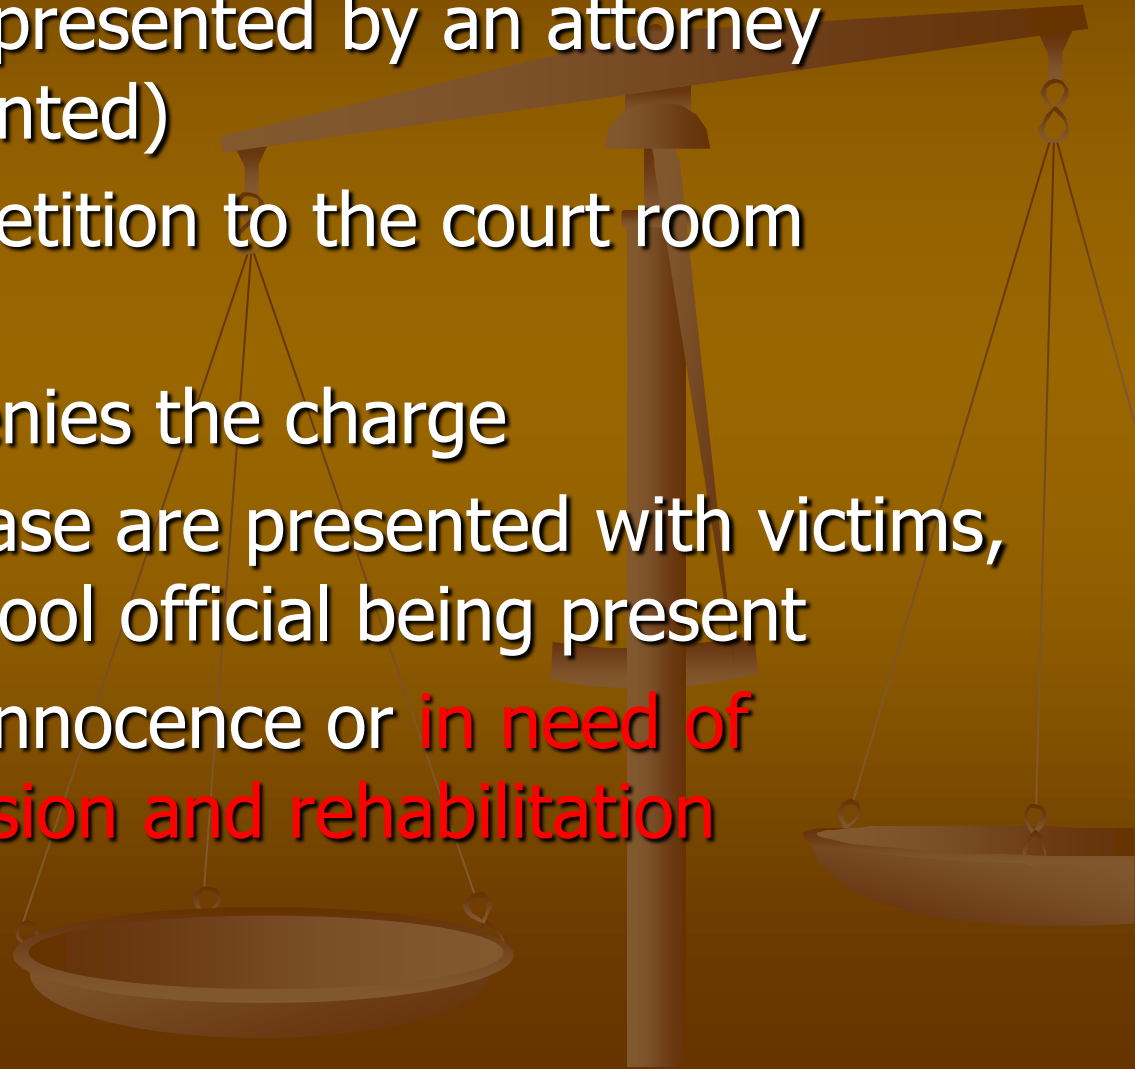 presented by an attorney
nted)
etition to the court room
enies the charge
ase are presented with victims,
ool official being present
nnocence or in need of
sion and rehabilitation